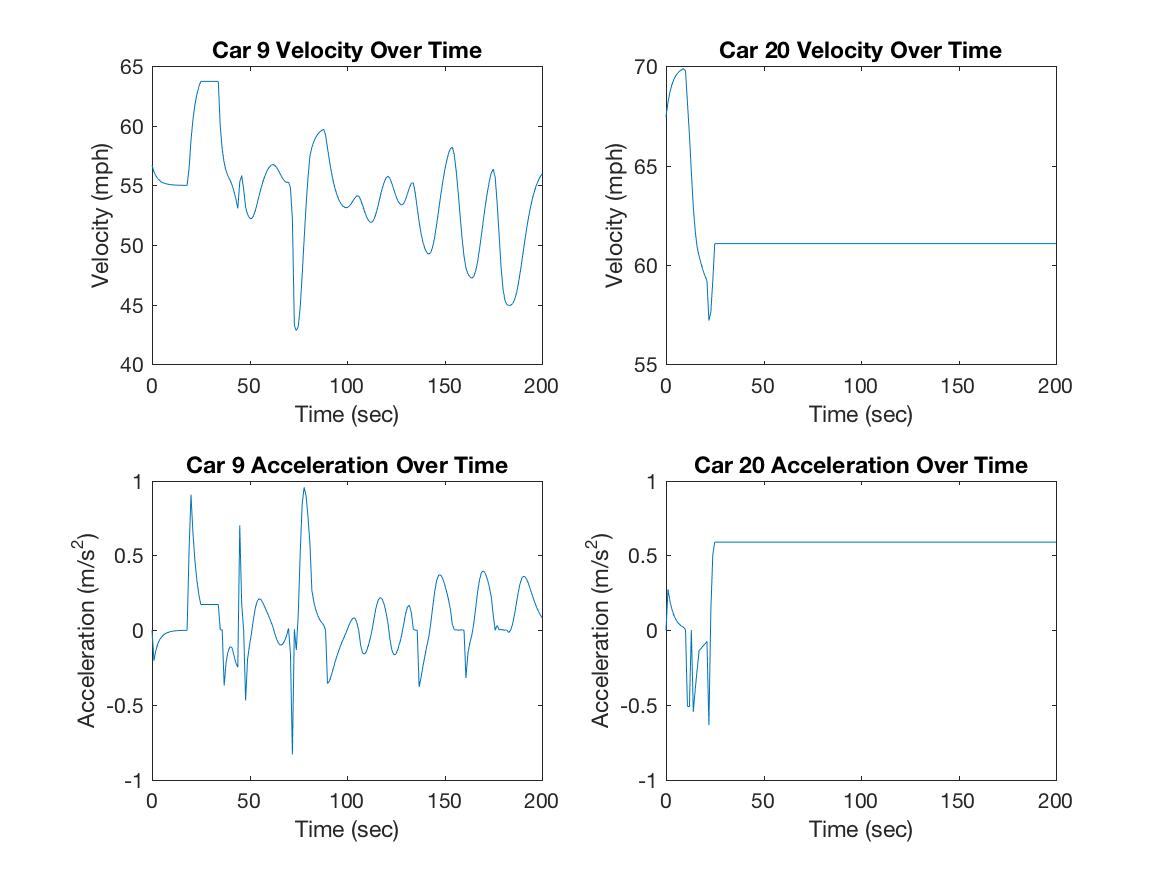 Car 9 Velocity Over Time
65
60
55
50
45
40
Velocity (mph)
0 50 100 150 200
Time (sec)
Car 20 Velocity Over Time
70
65
60
55
Velocity (mph)
0 50 100 150 200
Time (sec)
Car 9 Acceleration Over Time
1
0.5
0
-0.5
-1
Acceleration (m/s²)
0 50 100 150 200
Time (sec)
Car 20 Acceleration Over Time
1
0.5
0
-0.5
-1
Acceleration (m/s²)
0 50 100 150 200
Time (sec)